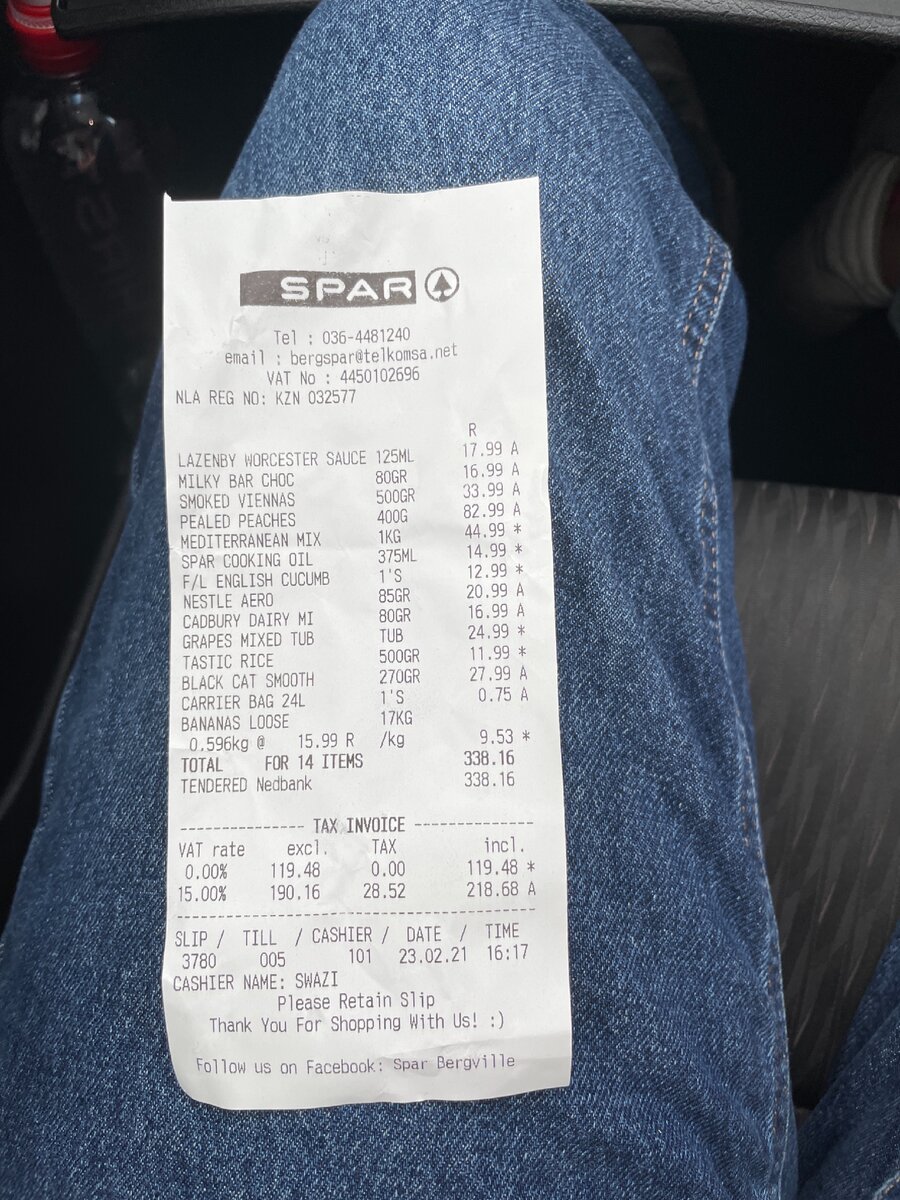 SPAR
Tel : 036-4481240
email : bergspar@telkomsa.net
VAT No : 4450102696
NLA REG NO: KZN 032577
R
LAZENBY WORCESTER SAUCE 125ML 17.99 A
MILKY BAR CHOC 80GR 16.99 A
SMOKED VIENNAS 500GR 33.99 A
PEALED PEACHES 400G 82.99 A
MEDITERRANEAN MIX 1KG 44.99 *
SPAR COOKING OIL 375ML 14.99 *
F/L ENGLISH CUCUMB 1'S 12.99 *
NESTLE AERO 85GR 20.99 A
CADBURY DAIRY MI 80GR 16.99 A
GRAPES MIXED TUB TUB 24.99 *
TASTIC RICE 500GR 11.99 *
BLACK CAT SMOOTH 270GR 27.99 A
CARRIER BAG 24L 1'S 0.75 A
BANANAS LOOSE 17KG
0.596kg @ 15.99 R /kg 9.53 *
TOTAL FOR 14 ITEMS 338.16
TENDERED Nedbank 338.16
---------------- TAX INVOICE ---------------
VAT rate excl. TAX incl.
0.00% 119.48 0.00 119.48 *
15.00% 190.16 28.52 218.68 A
------------------------------------------------
SLIP / TILL / CASHIER / DATE / TIME
3780 005 101 23.02.21 16:17
CASHIER NAME: SWAZI
Please Retain Slip
Thank You For Shopping With Us! :)
Follow us on Facebook: Spar Bergville